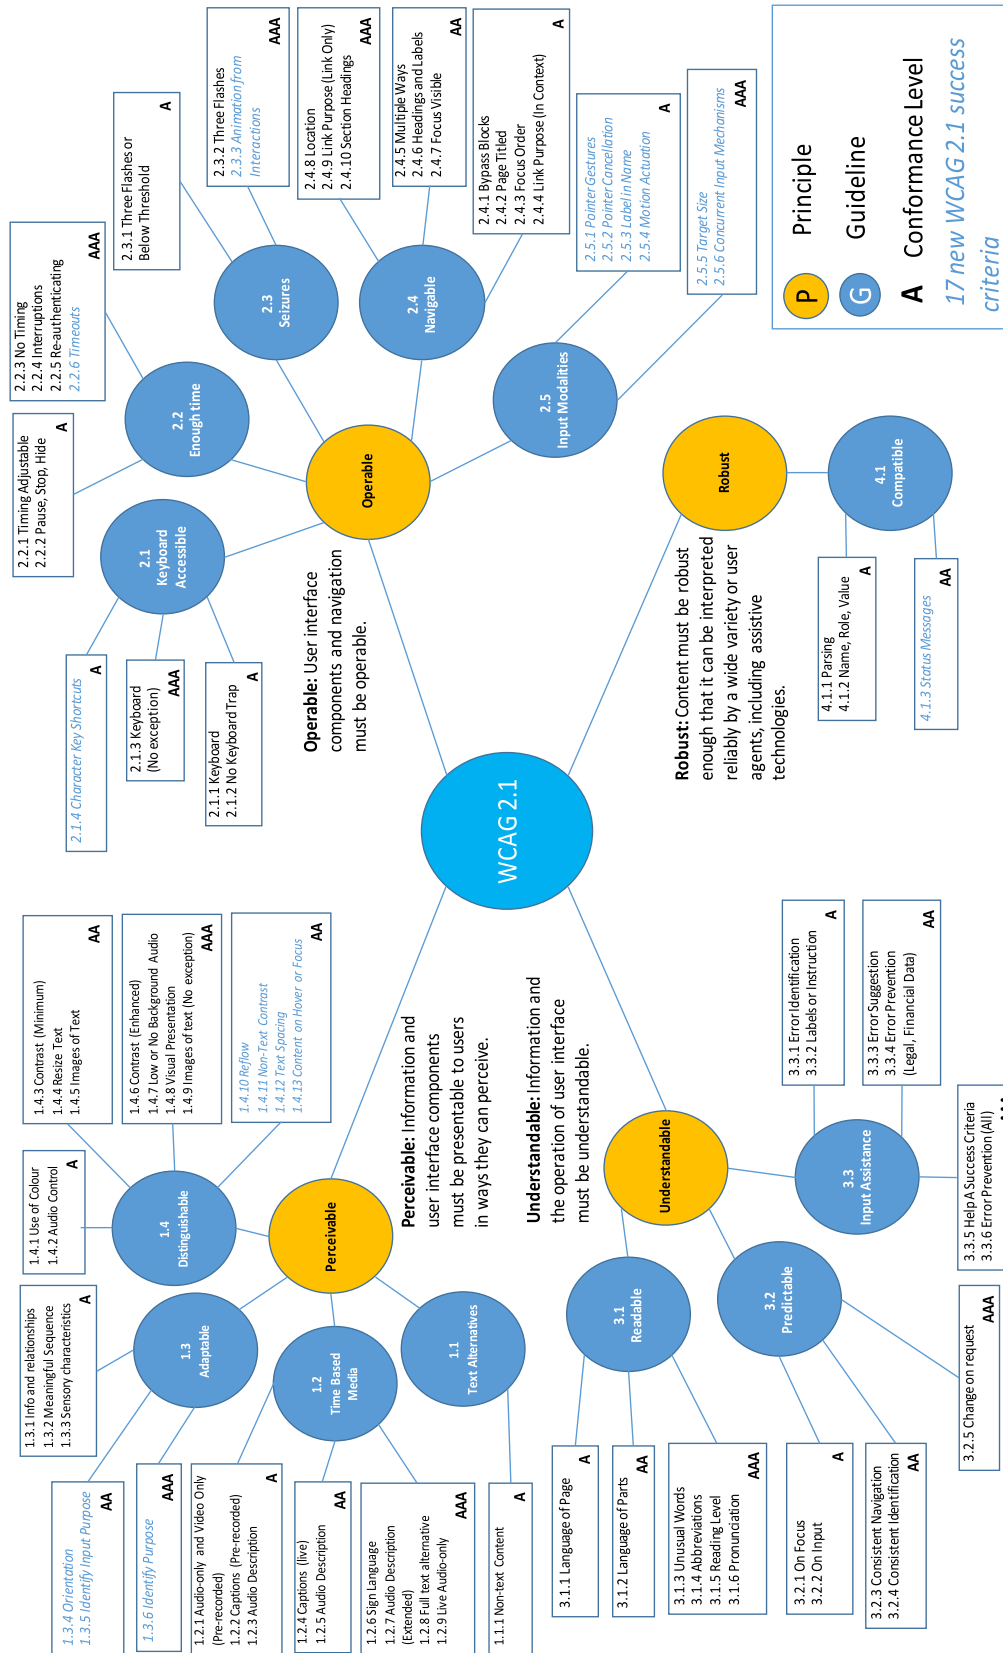 WCAG 2.1
Perceivable
Perceivable: Information and
user interface components
must be presentable to users
in ways they can perceive.
1.1
Text Alternatives
1.1.1 Non-text Content
A
1.2
Time Based
Media
1.2.1 Audio-only and Video Only
(Pre-recorded)
1.2.2 Captions (Pre-recorded)
1.2.3 Audio Description
A
1.2.4 Captions (live)
1.2.5 Audio Description
AA
1.2.6 Sign Language
1.2.7 Audio Description
(Extended)
1.2.8 Full text alternative
1.2.9 Live Audio-only
AAA
1.3
Adaptable
1.3.1 Info and relationships
1.3.2 Meaningful Sequence
1.3.3 Sensory characteristics
A
1.3.4 Orientation
1.3.5 Identify Input Purpose
AA
1.3.6 Identify Purpose
AAA
1.4
Distinguishable
1.4.1 Use of Colour
1.4.2 Audio Control
A
1.4.3 Contrast (Minimum)
1.4.4 Resize Text
1.4.5 Images of Text
AA
1.4.6 Contrast (Enhanced)
1.4.7 Low or No Background Audio
1.4.8 Visual Presentation
1.4.9 Images of text (No exception)
AAA
1.4.10 Reflow
1.4.11 Non-Text Contrast
1.4.12 Text Spacing
1.4.13 Content on Hover or Focus
AA
Operable
Operable: User interface
components and navigation
must be operable.
2.1
Keyboard
Accessible
2.1.4 Character Key Shortcuts
A
2.1.3 Keyboard
(No exception)
AAA
2.1.1 Keyboard
2.1.2 No Keyboard Trap
A
2.2
Enough time
2.2.1 Timing Adjustable
2.2.2 Pause, Stop, Hide
A
2.2.3 No Timing
2.2.4 Interruptions
2.2.5 Re-authenticating
2.2.6 Timeouts
AAA
2.3
Seizures
2.3.1 Three Flashes or
Below Threshold
A
2.3.2 Three Flashes
2.3.3 Animation from
Interactions
AAA
2.4
Navigable
2.4.8 Location
2.4.9 Link Purpose (Link Only)
2.4.10 Section Headings
AAA
2.4.5 Multiple Ways
2.4.6 Headings and Labels
2.4.7 Focus Visible
AA
2.4.1 Bypass Blocks
2.4.2 Page Titled
2.4.3 Focus Order
2.4.4 Link Purpose (In Context)
A
2.5
Input Modalities
2.5.1 Pointer Gestures
2.5.2 Pointer Cancellation
2.5.3 Label in Name
2.5.4 Motion Actuation
A
2.5.5 Target Size
2.5.6 Concurrent Input Mechanisms
AAA
Understandable: Information and
the operation of user interface
must be understandable.
Understandable
3.1
Readable
3.1.1 Language of Page
A
3.1.2 Language of Parts
AA
3.1.3 Unusual Words
3.1.4 Abbreviations
3.1.5 Reading Level
3.1.6 Pronunciation
AAA
3.2
Predictable
3.2.1 On Focus
3.2.2 On Input
A
3.2.3 Consistent Navigation
3.2.4 Consistent Identification
AA
3.2.5 Change on request
AAA
3.3
Input Assistance
3.3.1 Error Identification
3.3.2 Labels or Instruction
A
3.3.3 Error Suggestion
3.3.4 Error Prevention
(Legal, Financial Data)
AA
3.3.5 Help A Success Criteria
3.3.6 Error Prevention (All)
Robust
Robust: Content must be robust
enough that it can be interpreted
reliably by a wide variety or user
agents, including assistive
technologies.
4.1
Compatible
4.1.1 Parsing
4.1.2 Name, Role, Value
A
4.1.3 Status Messages
AA
P Principle
G Guideline
A Conformance Level
17 new WCAG 2.1 success
criteria